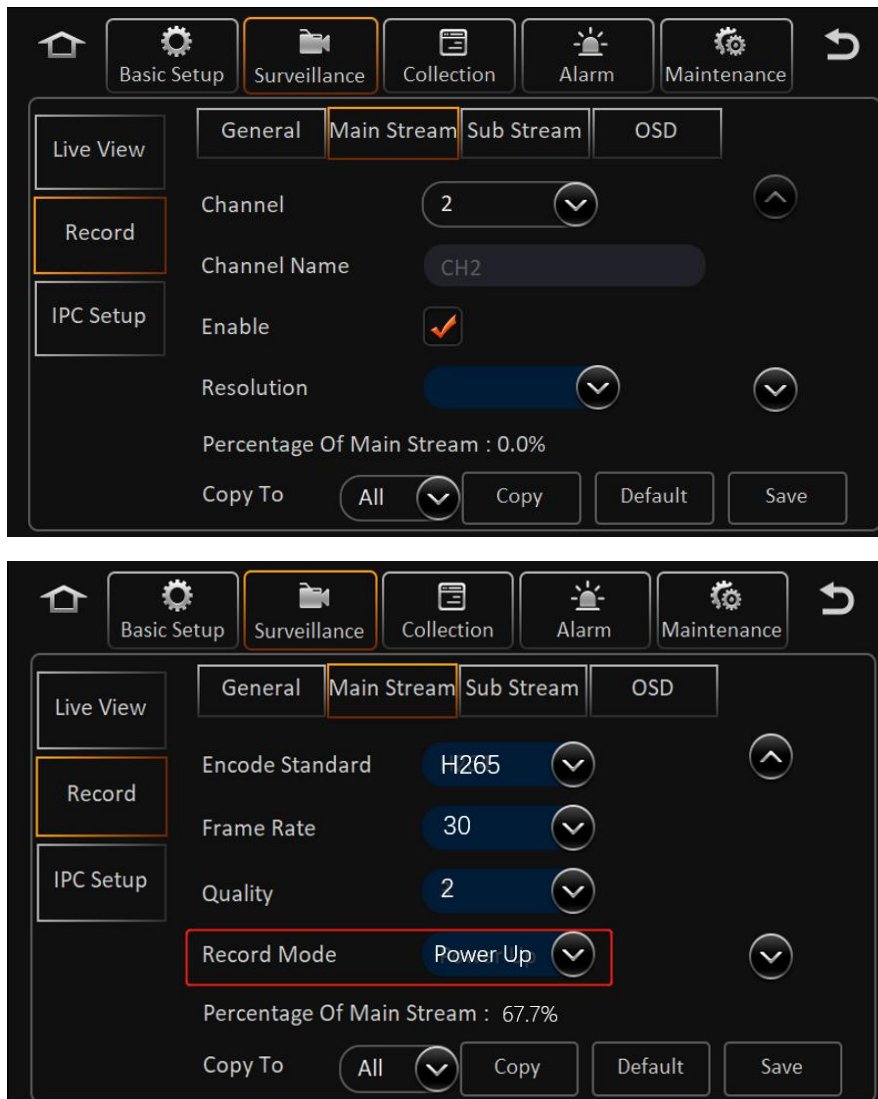 Basic Setup Surveillance Collection Alarm Maintenance
General Main Stream Sub Stream OSD
Live View
Channel 2
Record
Channel Name CH2
IPC Setup
Enable
Resolution
Percentage Of Main Stream : 0.0%
Copy To All Copy Default Save
Basic Setup Surveillance Collection Alarm Maintenance
General Main Stream Sub Stream OSD
Live View
Encode Standard H265
Record
Frame Rate 30
IPC Setup
Quality 2
Record Mode Power Up
Percentage Of Main Stream : 67.7%
Copy To All Copy Default Save